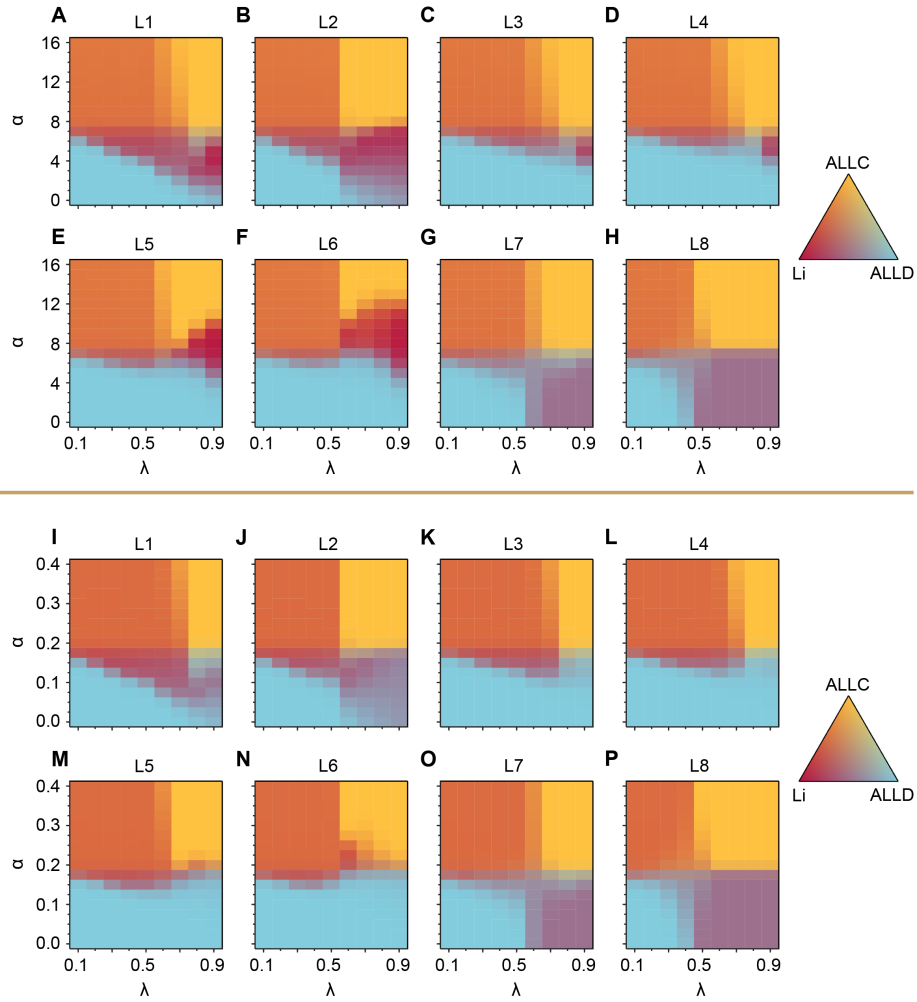 A L1 B L2 C L3 D L4
16
12
α
8
4
0
ALLC
Li ALLD
E L5 F L6 G L7 H L8
16
12
α
8
4
0
0.1 0.5 0.9 0.1 0.5 0.9 0.1 0.5 0.9 0.1 0.5 0.9
λ λ λ λ
I L1 J L2 K L3 L L4
0.4
0.3
α
0.2
0.1
0.0
ALLC
Li ALLD
M L5 N L6 O L7 P L8
0.4
0.3
α
0.2
0.1
0.0
0.1 0.5 0.9 0.1 0.5 0.9 0.1 0.5 0.9 0.1 0.5 0.9
λ λ λ λ